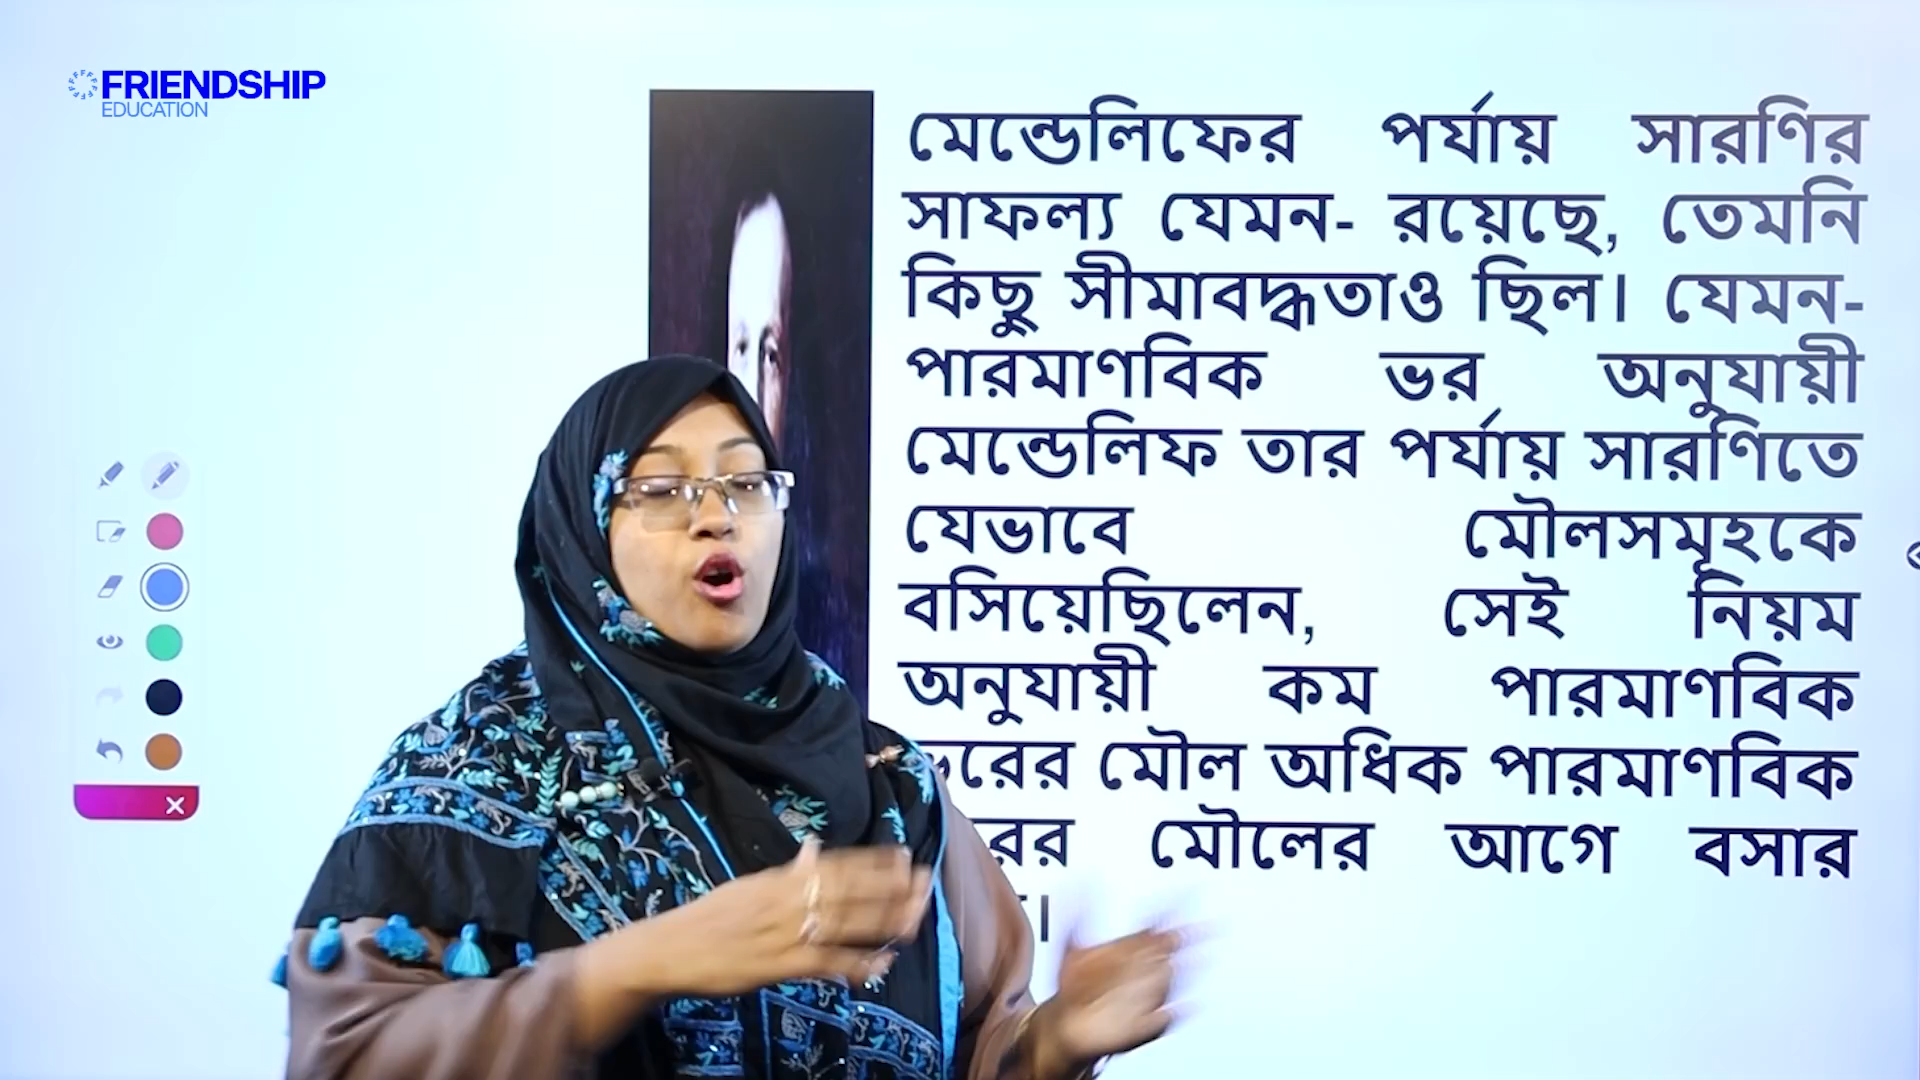 FRIENDSHIP
EDUCATION
মেন্ডেলিফের পর্যায় সারণির
সাফল্য যেমন- রয়েছে, তেমনি
কিছু সীমাবদ্ধতাও ছিল। যেমন-
পারমাণবিক ভর অনুযায়ী
মেন্ডেলিফ তার পর্যায় সারণিতে
যেভাবে মৌলসমূহকে
বসিয়েছিলেন, সেই নিয়ম
অনুযায়ী কম পারমাণবিক
ভরের মৌল অধিক পারমাণবিক
মৌলের আগে বসার